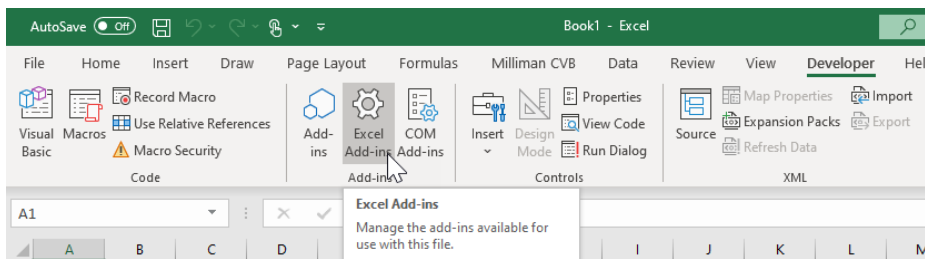 AutoSave Off Book1 - Excel
File Home Insert Draw Page Layout Formulas Milliman CVB Data Review View Developer Hel
Visual Basic
Macros
Record Macro
Use Relative References
Macro Security
Code
Add-ins
Excel Add-ins
COM Add-ins
Add-ins
Insert
Design Mode
Properties
View Code
Run Dialog
Controls
Source
Map Properties
Expansion Packs
Refresh Data
Import
Export
XML
A1
Excel Add-ins
Manage the add-ins available for
use with this file.
A B C D I J K L M